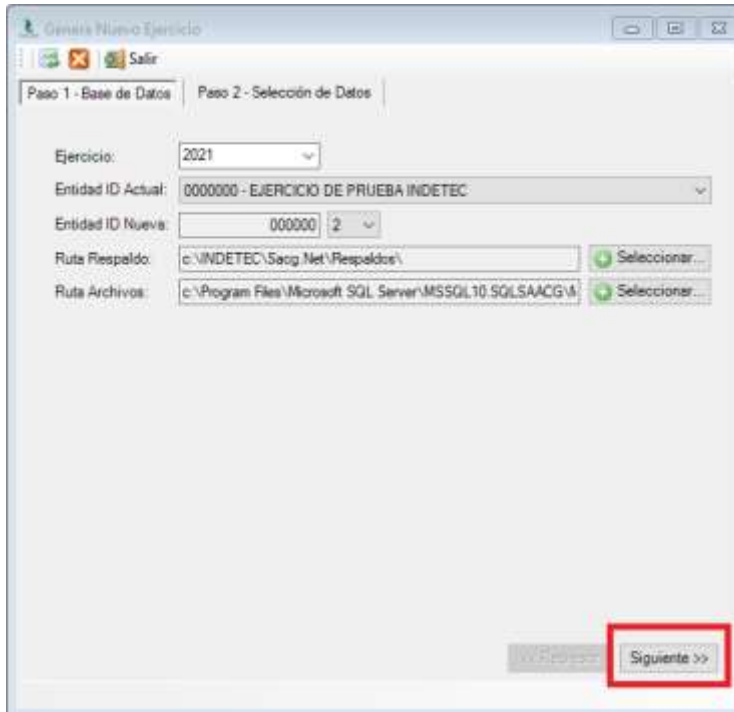 Genera Nuevo Ejercicio
Salir
Paso 1 - Base de Datos Paso 2 - Selección de Datos
Ejercicio: 2021
Entidad ID Actual: 0000000 - EJERCICIO DE PRUEBA INDETEC
Entidad ID Nueva: 000000 2
Ruta Respaldo: c:\INDETEC\Sacg.Net\Respaldos\ Seleccionar...
Ruta Archivos: c:\Program Files\Microsoft SQL Server\MSSQL10.SQLSAACG\M Seleccionar...
<< Regresar Siguiente >>